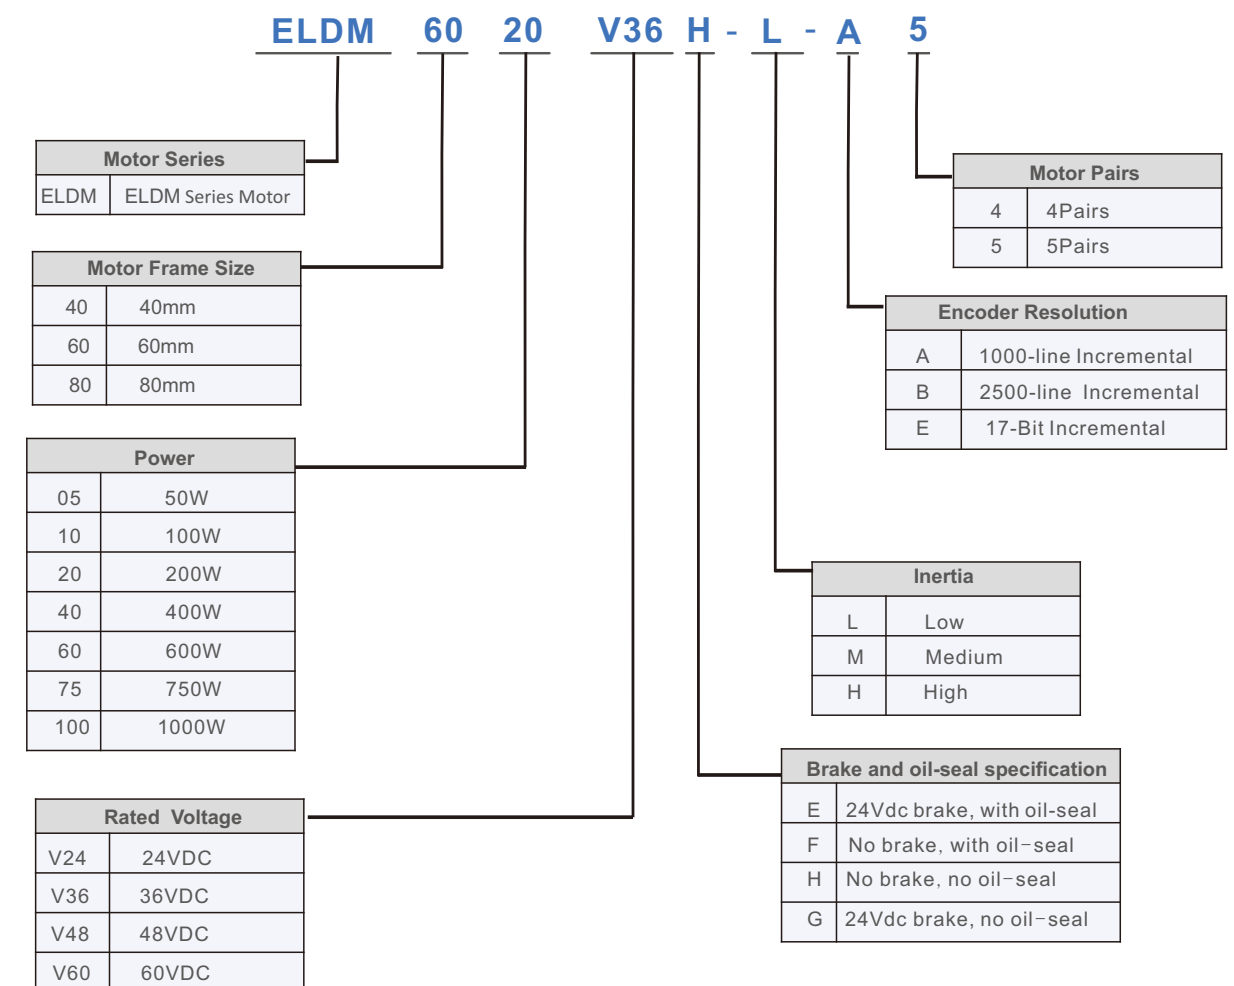 ELDM 60 20 V36 H - L - A 5
Motor Series
ELDM ELDM Series Motor
Motor Frame Size
40 40mm
60 60mm
80 80mm
Power
05 50W
10 100W
20 200W
40 400W
60 600W
75 750W
100 1000W
Rated Voltage
V24 24VDC
V36 36VDC
V48 48VDC
V60 60VDC
Motor Pairs
4 4Pairs
5 5Pairs
Encoder Resolution
A 1000-line Incremental
B 2500-line Incremental
E 17-Bit Incremental
Inertia
L Low
M Medium
H High
Brake and oil-seal specification
E 24Vdc brake, with oil-seal
F No brake, with oil-seal
H No brake, no oil-seal
G 24Vdc brake, no oil-seal